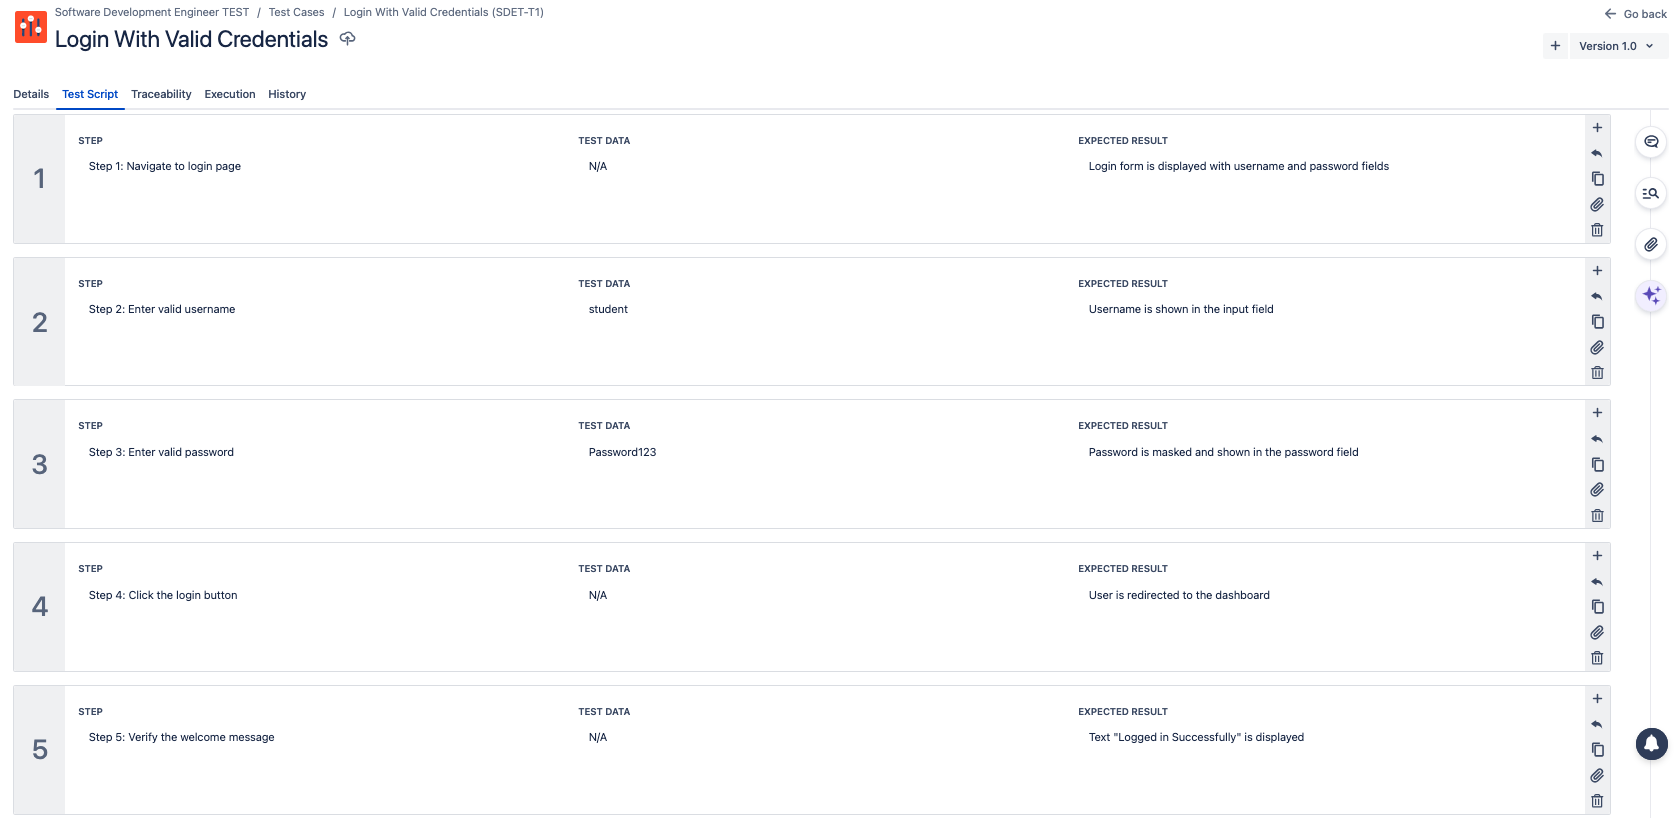 Software Development Engineer TEST / Test Cases / Login With Valid Credentials (SDET-T1)
Go back
Login With Valid Credentials
Version 1.0
Details Test Script Traceability Execution History
1
STEP TEST DATA EXPECTED RESULT
Step 1: Navigate to login page N/A Login form is displayed with username and password fields
2
STEP TEST DATA EXPECTED RESULT
Step 2: Enter valid username student Username is shown in the input field
3
STEP TEST DATA EXPECTED RESULT
Step 3: Enter valid password Password123 Password is masked and shown in the password field
4
STEP TEST DATA EXPECTED RESULT
Step 4: Click the login button N/A User is redirected to the dashboard
5
STEP TEST DATA EXPECTED RESULT
Step 5: Verify the welcome message N/A Text "Logged in Successfully" is displayed